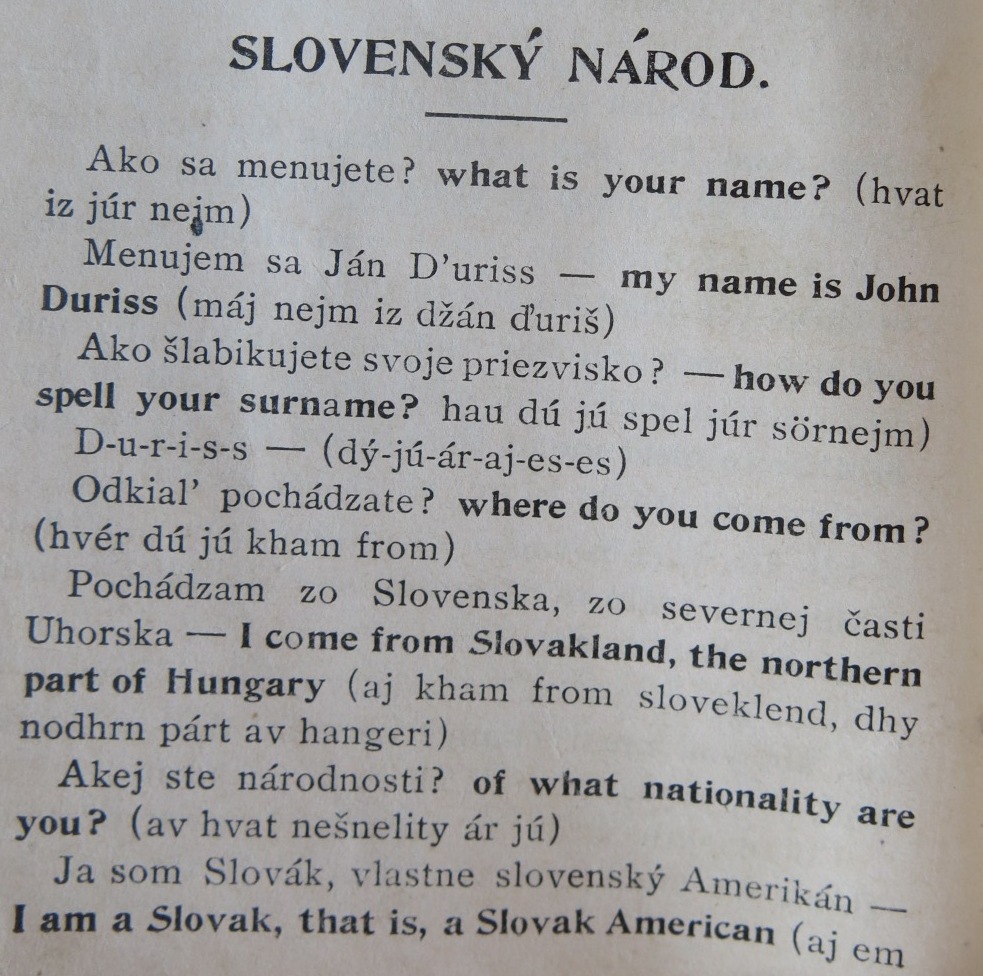 SLOVENSKÝ NÁROD.
Ako sa menujete? what is your name? (hvat
iz júr nejm)
Menujem sa Ján D'uriss — my name is John
Duriss (máj nejm iz džán ďuriš)
Ako šlabikujete svoje priezvisko? — how do you
spell your surname? hau dú jú spel júr sörnejm)
D-u-r-i-s-s — (dý-jú-ár-aj-es-es)
Odkial' pochádzate? where do you come from?
(hvér dú jú kham from)
Pochádzam zo Slovenska, zo severnej časti
Uhorska — I come from Slovakland, the northern
part of Hungary (aj kham from sloveklend, dhy
nodhrn párt av hangeri)
Akej ste národnosti? of what nationality are
you? (av hvat nešnelity ár jú)
Ja som Slovák, vlastne slovenský Amerikán —
I am a Slovak, that is, a Slovak American (aj em